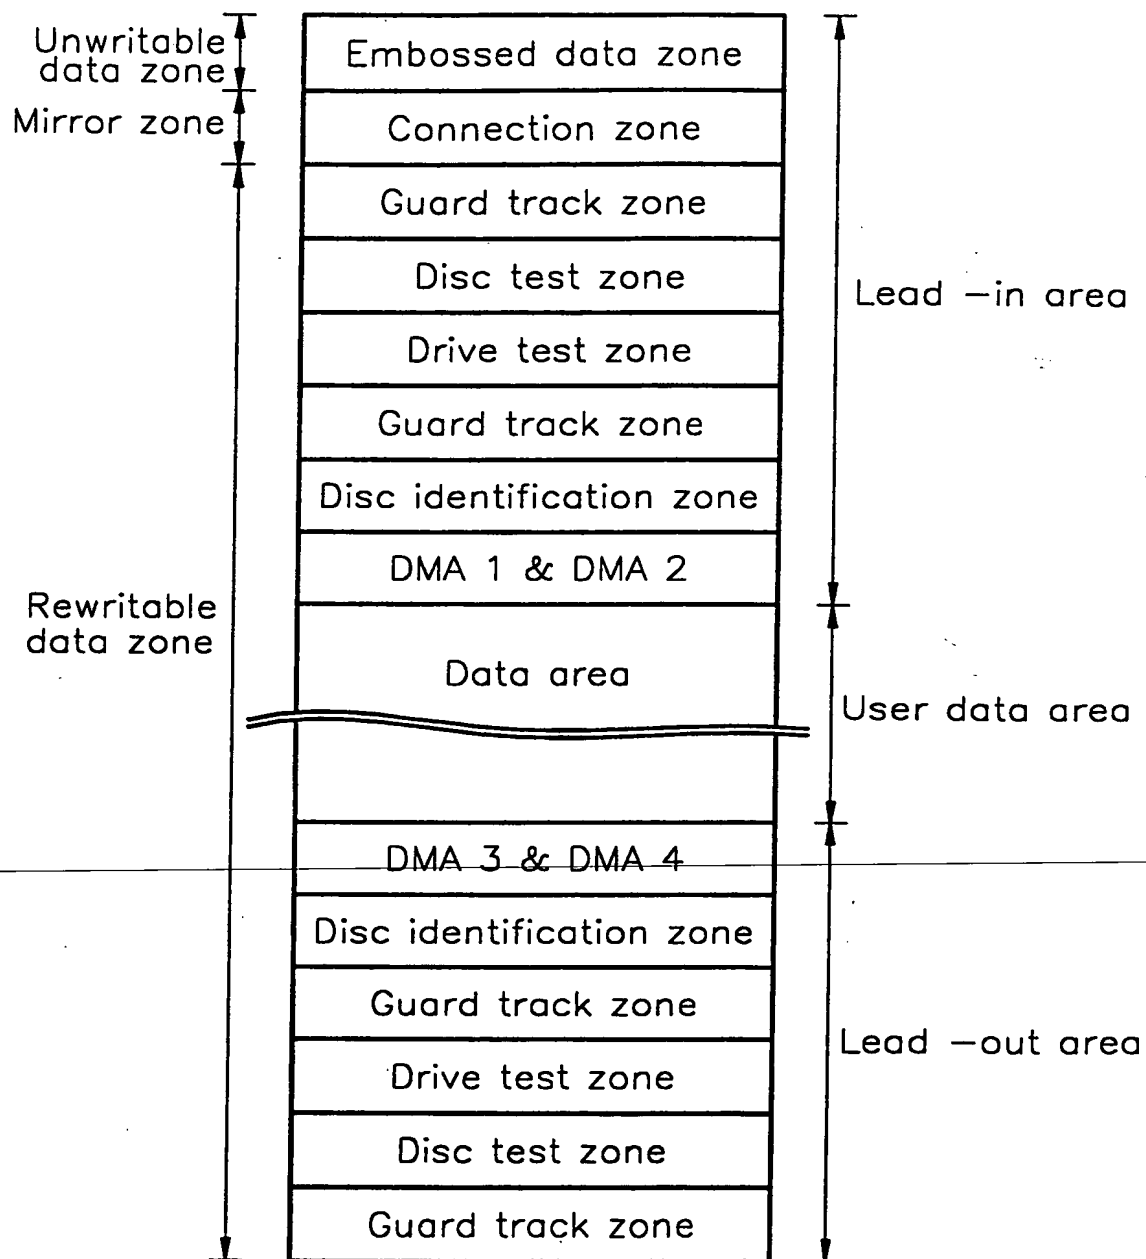 Unwritable
data zone
Embossed data zone
Mirror zone
Connection zone
Guard track zone
Disc test zone
Lead -in area
Drive test zone
Guard track zone
Disc identification zone
DMA 1 & DMA 2
Rewritable
data zone
Data area
User data area
DMA 3 & DMA 4
Disc identification zone
Guard track zone
Lead -out area
Drive test zone
Disc test zone
Guard track zone